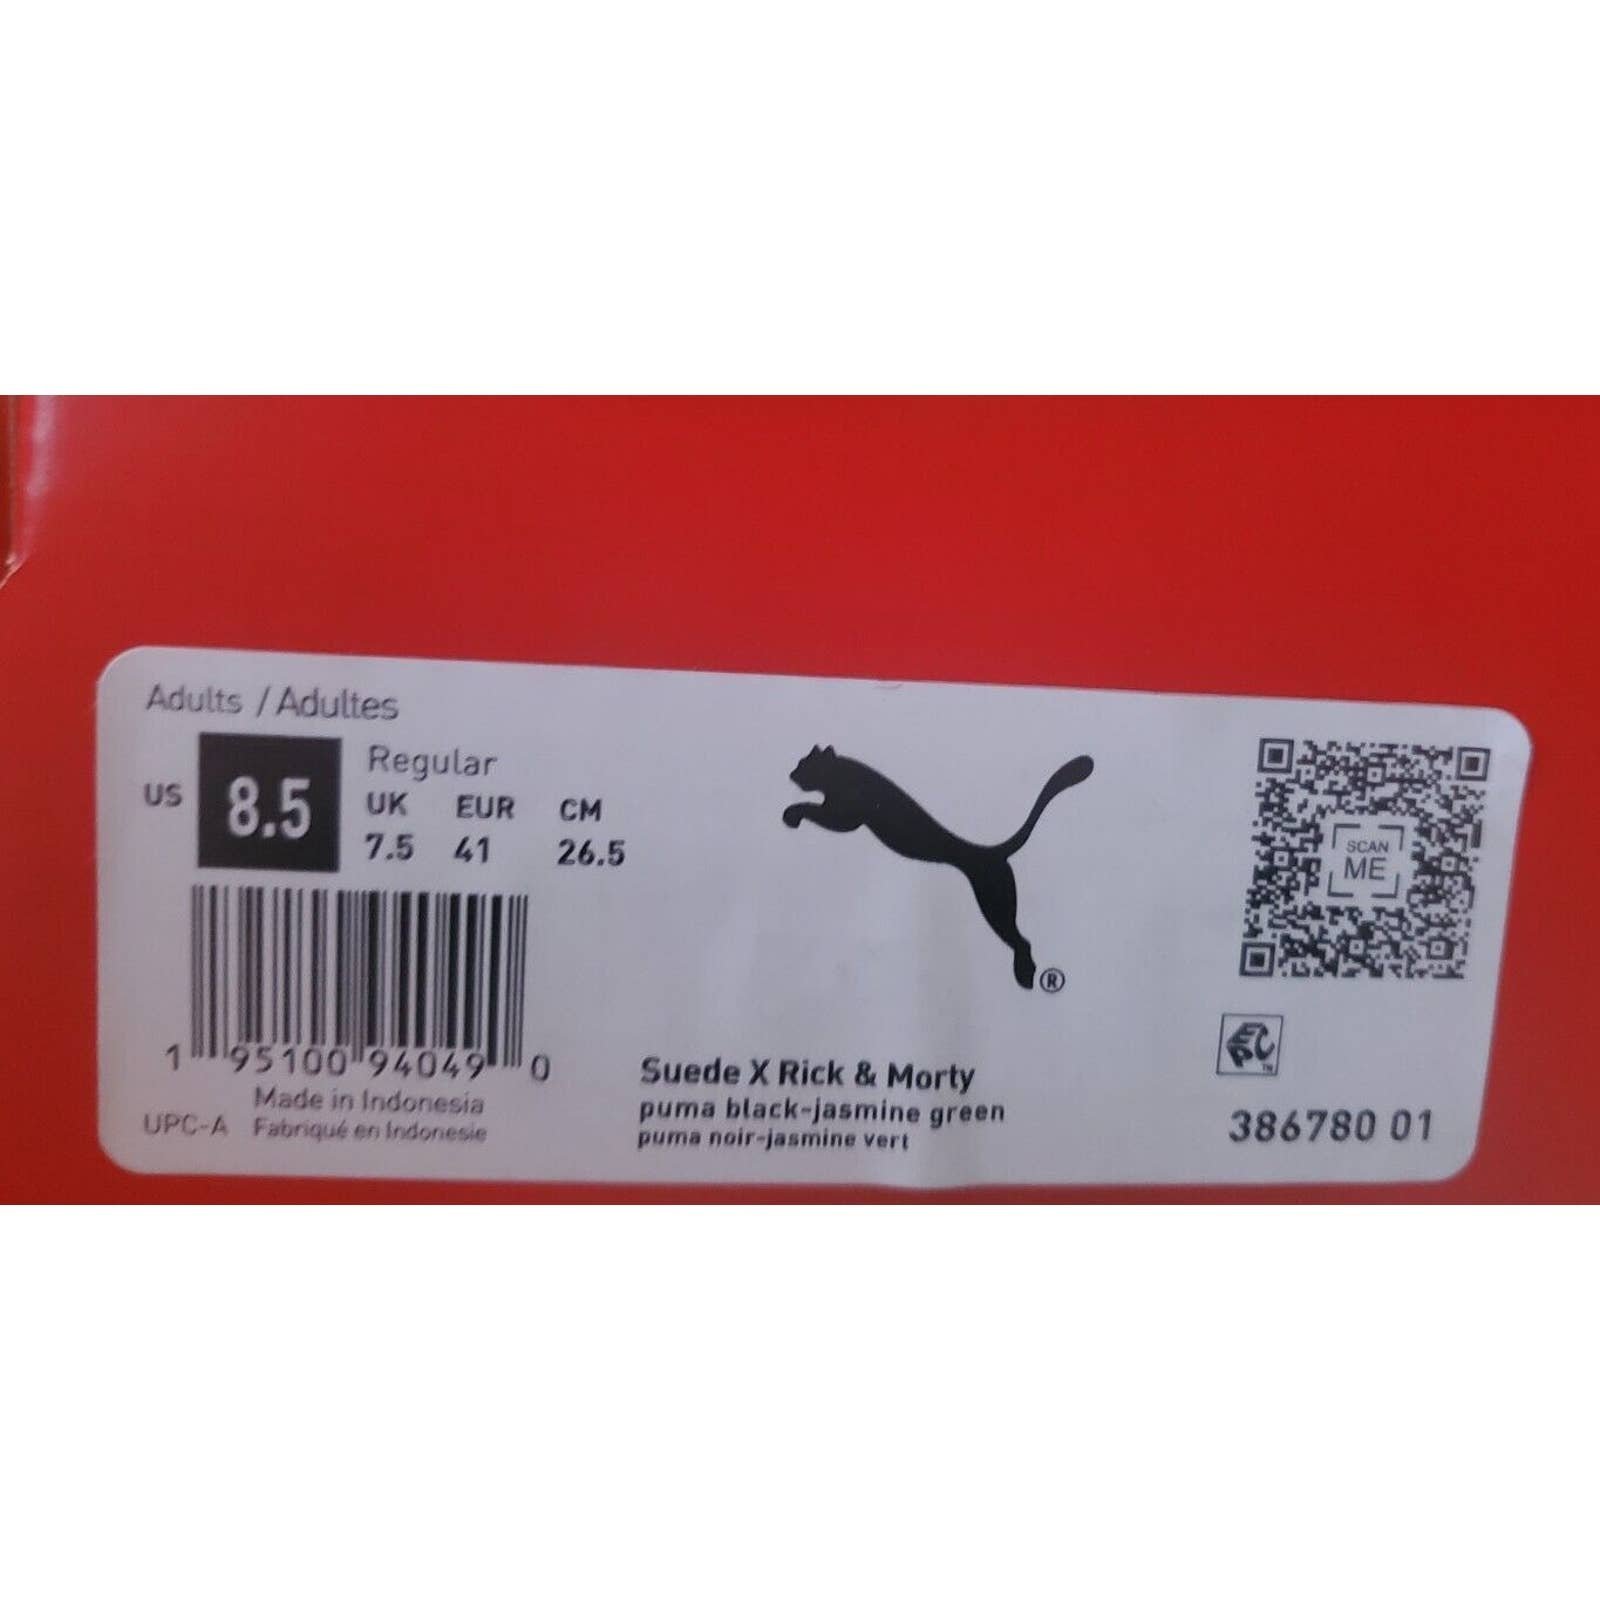 Adults / Adultes
US 8.5
Regular
UK EUR CM
7.5 41 26.5
1 95100 94049 0
Made in Indonesia
UPC-A Fabriqué en Indonesie
®
Suede X Rick & Morty
puma black-jasmine green
puma noir-jasmine vert
SCAN
ME
EPC™
386780 01